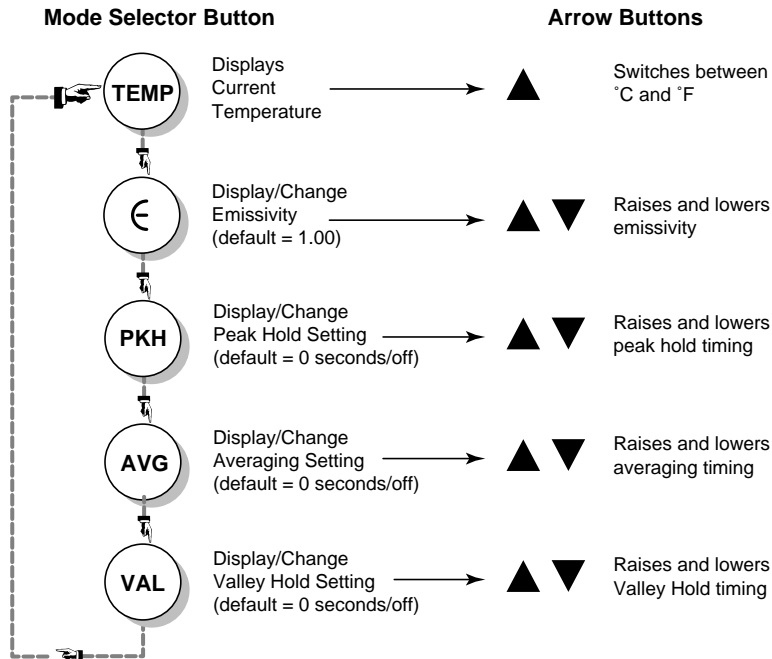 Mode Selector Button
Arrow Buttons
TEMP
Displays
Current
Temperature
Switches between
˚C and ˚F
∈
Display/Change
Emissivity
(default = 1.00)
Raises and lowers
emissivity
PKH
Display/Change
Peak Hold Setting
(default = 0 seconds/off)
Raises and lowers
peak hold timing
AVG
Display/Change
Averaging Setting
(default = 0 seconds/off)
Raises and lowers
averaging timing
VAL
Display/Change
Valley Hold Setting
(default = 0 seconds/off)
Raises and lowers
Valley Hold timing